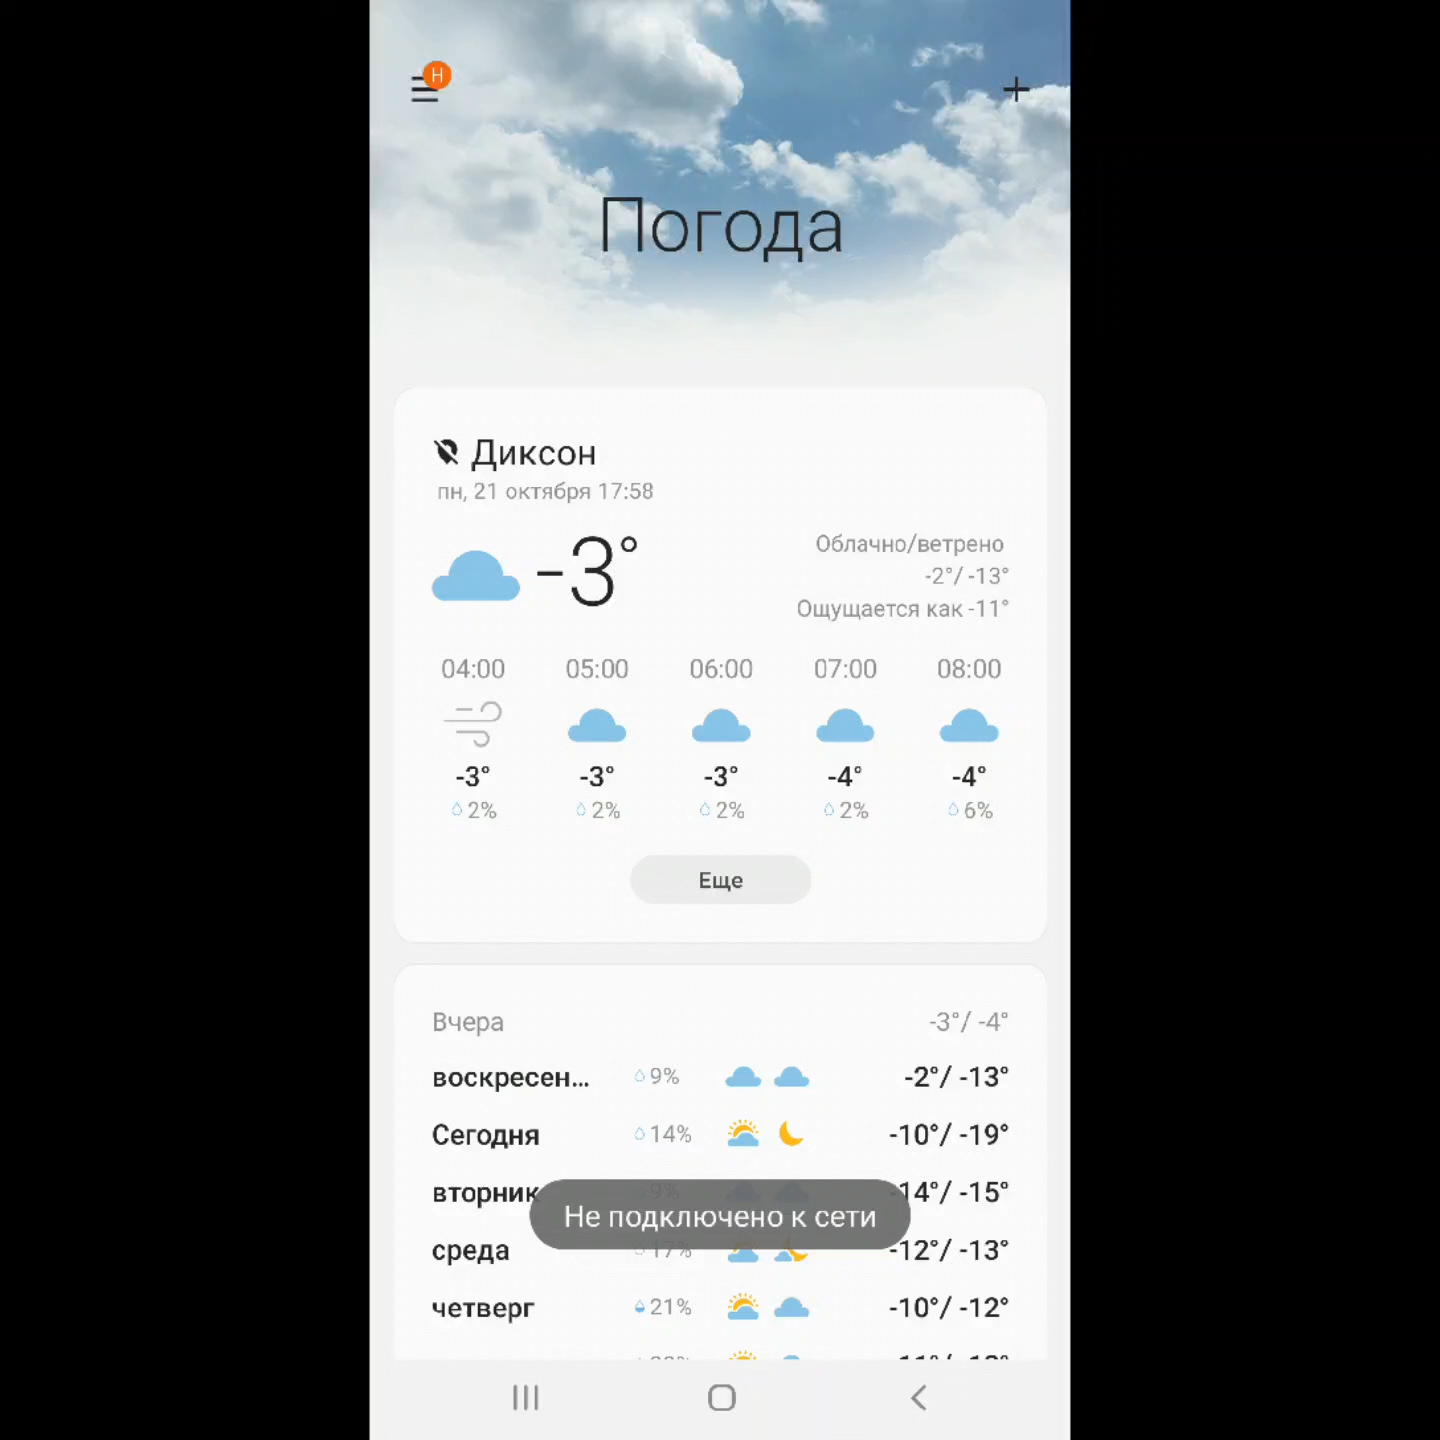 Н
Погода
Диксон
пн, 21 октября 17:58
-3°
Облачно/ветрено
-2°/ -13°
Ощущается как -11°
04:00 05:00 06:00 07:00 08:00
-3° -3° -3° -4° -4°
2% 2% 2% 2% 6%
Еще
Вчера -3°/ -4°
воскресен... 9% -2°/ -13°
Сегодня 14% -10°/ -19°
вторник 9% -14°/ -15°
Не подключено к сети
среда 17% -12°/ -13°
четверг 21% -10°/ -12°